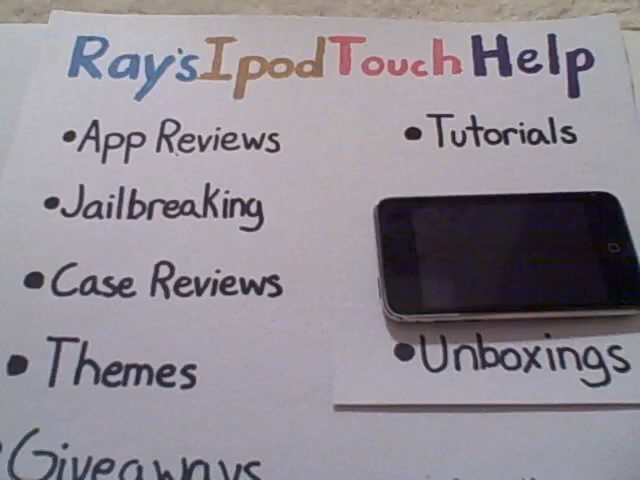 Ray's Ipod Touch Help
• App Reviews
• Jailbreaking
• Case Reviews
• Themes
• Giveaways
• Tutorials
• Unboxings